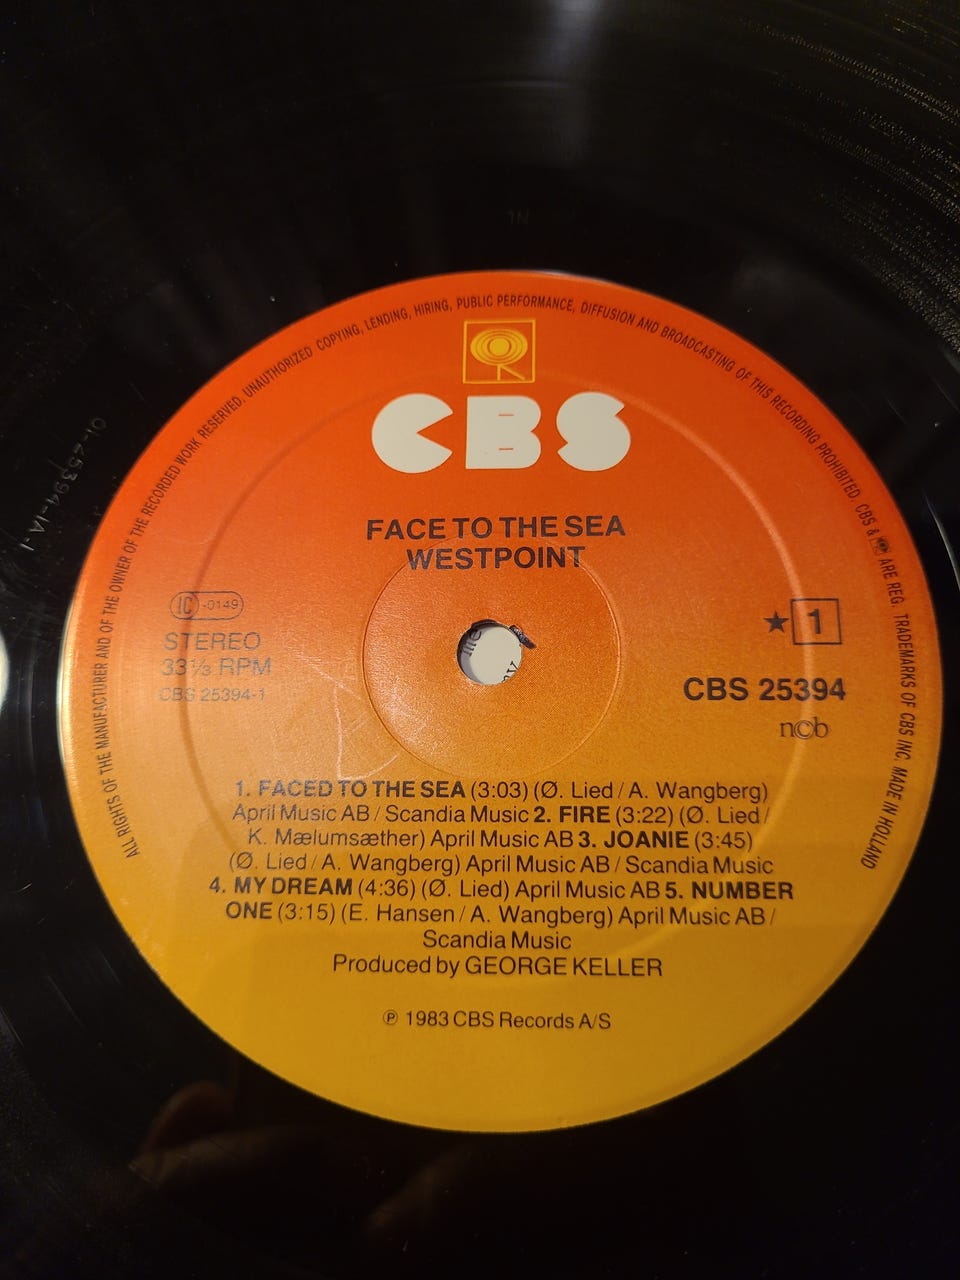 ALL RIGHTS OF THE MANUFACTURER AND OF THE OWNER OF THE RECORDED WORK RESERVED. UNAUTHORIZED COPYING, LENDING, HIRING, PUBLIC PERFORMANCE, DIFFUSION AND BROADCASTING OF THIS RECORDING PROHIBITED. CBS & ARE REG. TRADEMARKS OF CBS INC. MADE IN HOLLAND
CBS
FACE TO THE SEA
WESTPOINT
IC -0149
STEREO
33⅓ RPM
CBS 25394-1
★ 1
CBS 25394
n©b
1. FACED TO THE SEA (3:03) (Ø. Lied / A. Wangberg)
April Music AB / Scandia Music 2. FIRE (3:22) (Ø. Lied /
K. Mælumsæther) April Music AB 3. JOANIE (3:45)
(Ø. Lied / A. Wangberg) April Music AB / Scandia Music
4. MY DREAM (4:36) (Ø. Lied) April Music AB 5. NUMBER
ONE (3:15) (E. Hansen / A. Wangberg) April Music AB /
Scandia Music
Produced by GEORGE KELLER
℗ 1983 CBS Records A/S
01-25394-1A-1